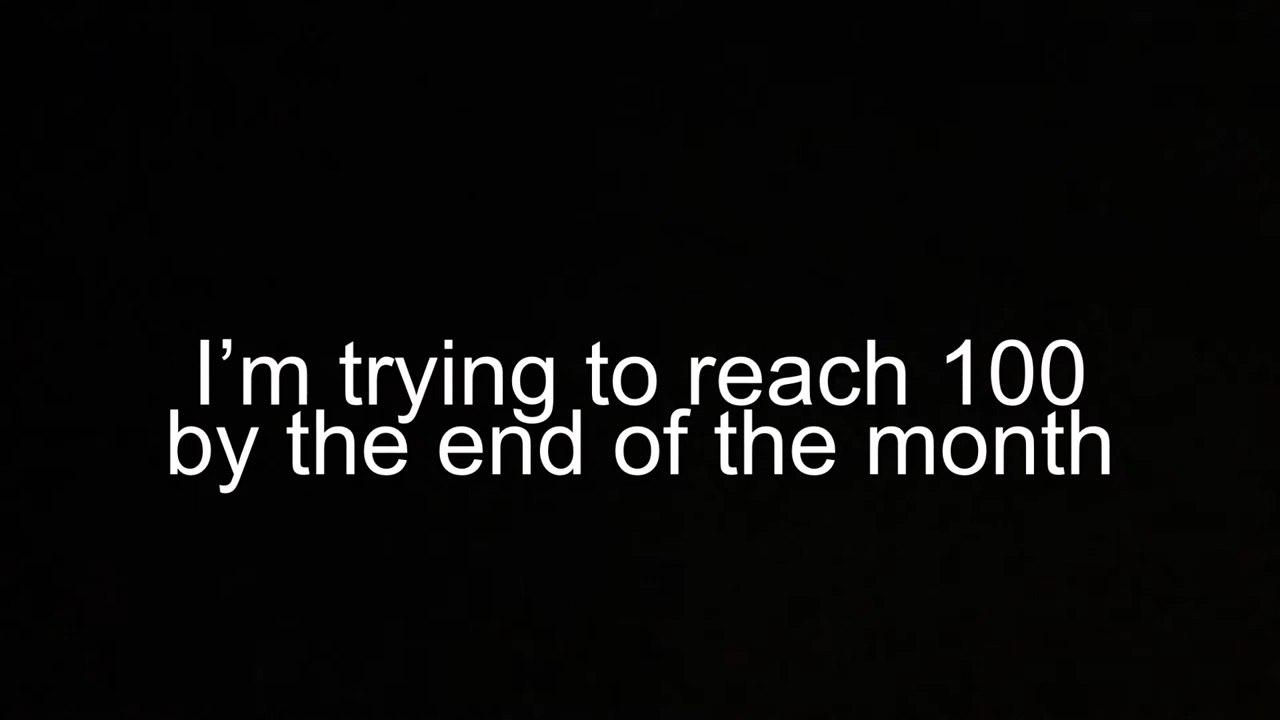 I’m trying to reach 100
by the end of the month